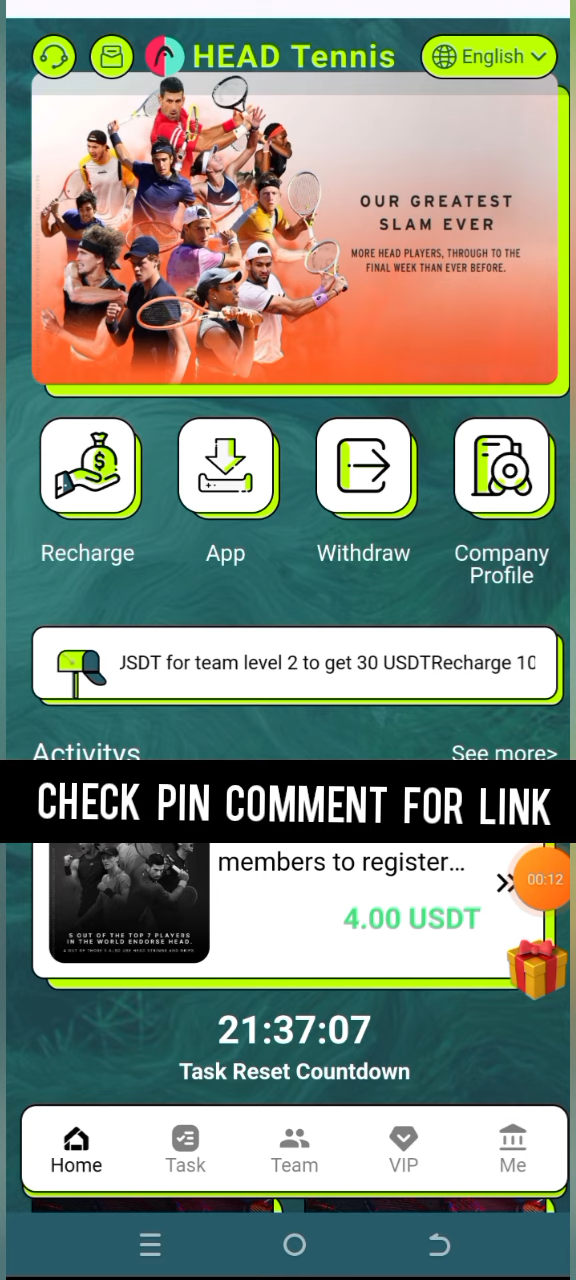 HEAD Tennis
English
OUR GREATEST
SLAM EVER
MORE HEAD PLAYERS, THROUGH TO THE
FINAL WEEK THAN EVER BEFORE.
Recharge
App
Withdraw
Company
Profile
USDT for team level 2 to get 30 USDTRecharge 10
Activitys
See more>
CHECK PIN COMMENT FOR LINK
members to register...
00:12
4.00 USDT
5 OUT OF THE TOP 7 PLAYERS
IN THE WORLD ENDORSE HEAD.
21:37:07
Task Reset Countdown
Home
Task
Team
VIP
Me